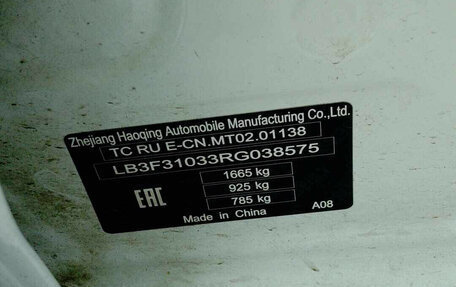 Zhejiang Haoqing Automobile Manufacturing Co.,Ltd.
TC RU E-CN.MT02.01138
LB3F31033RG038575
1665 kg
925 kg
785 kg
EAC
Made in China
A08